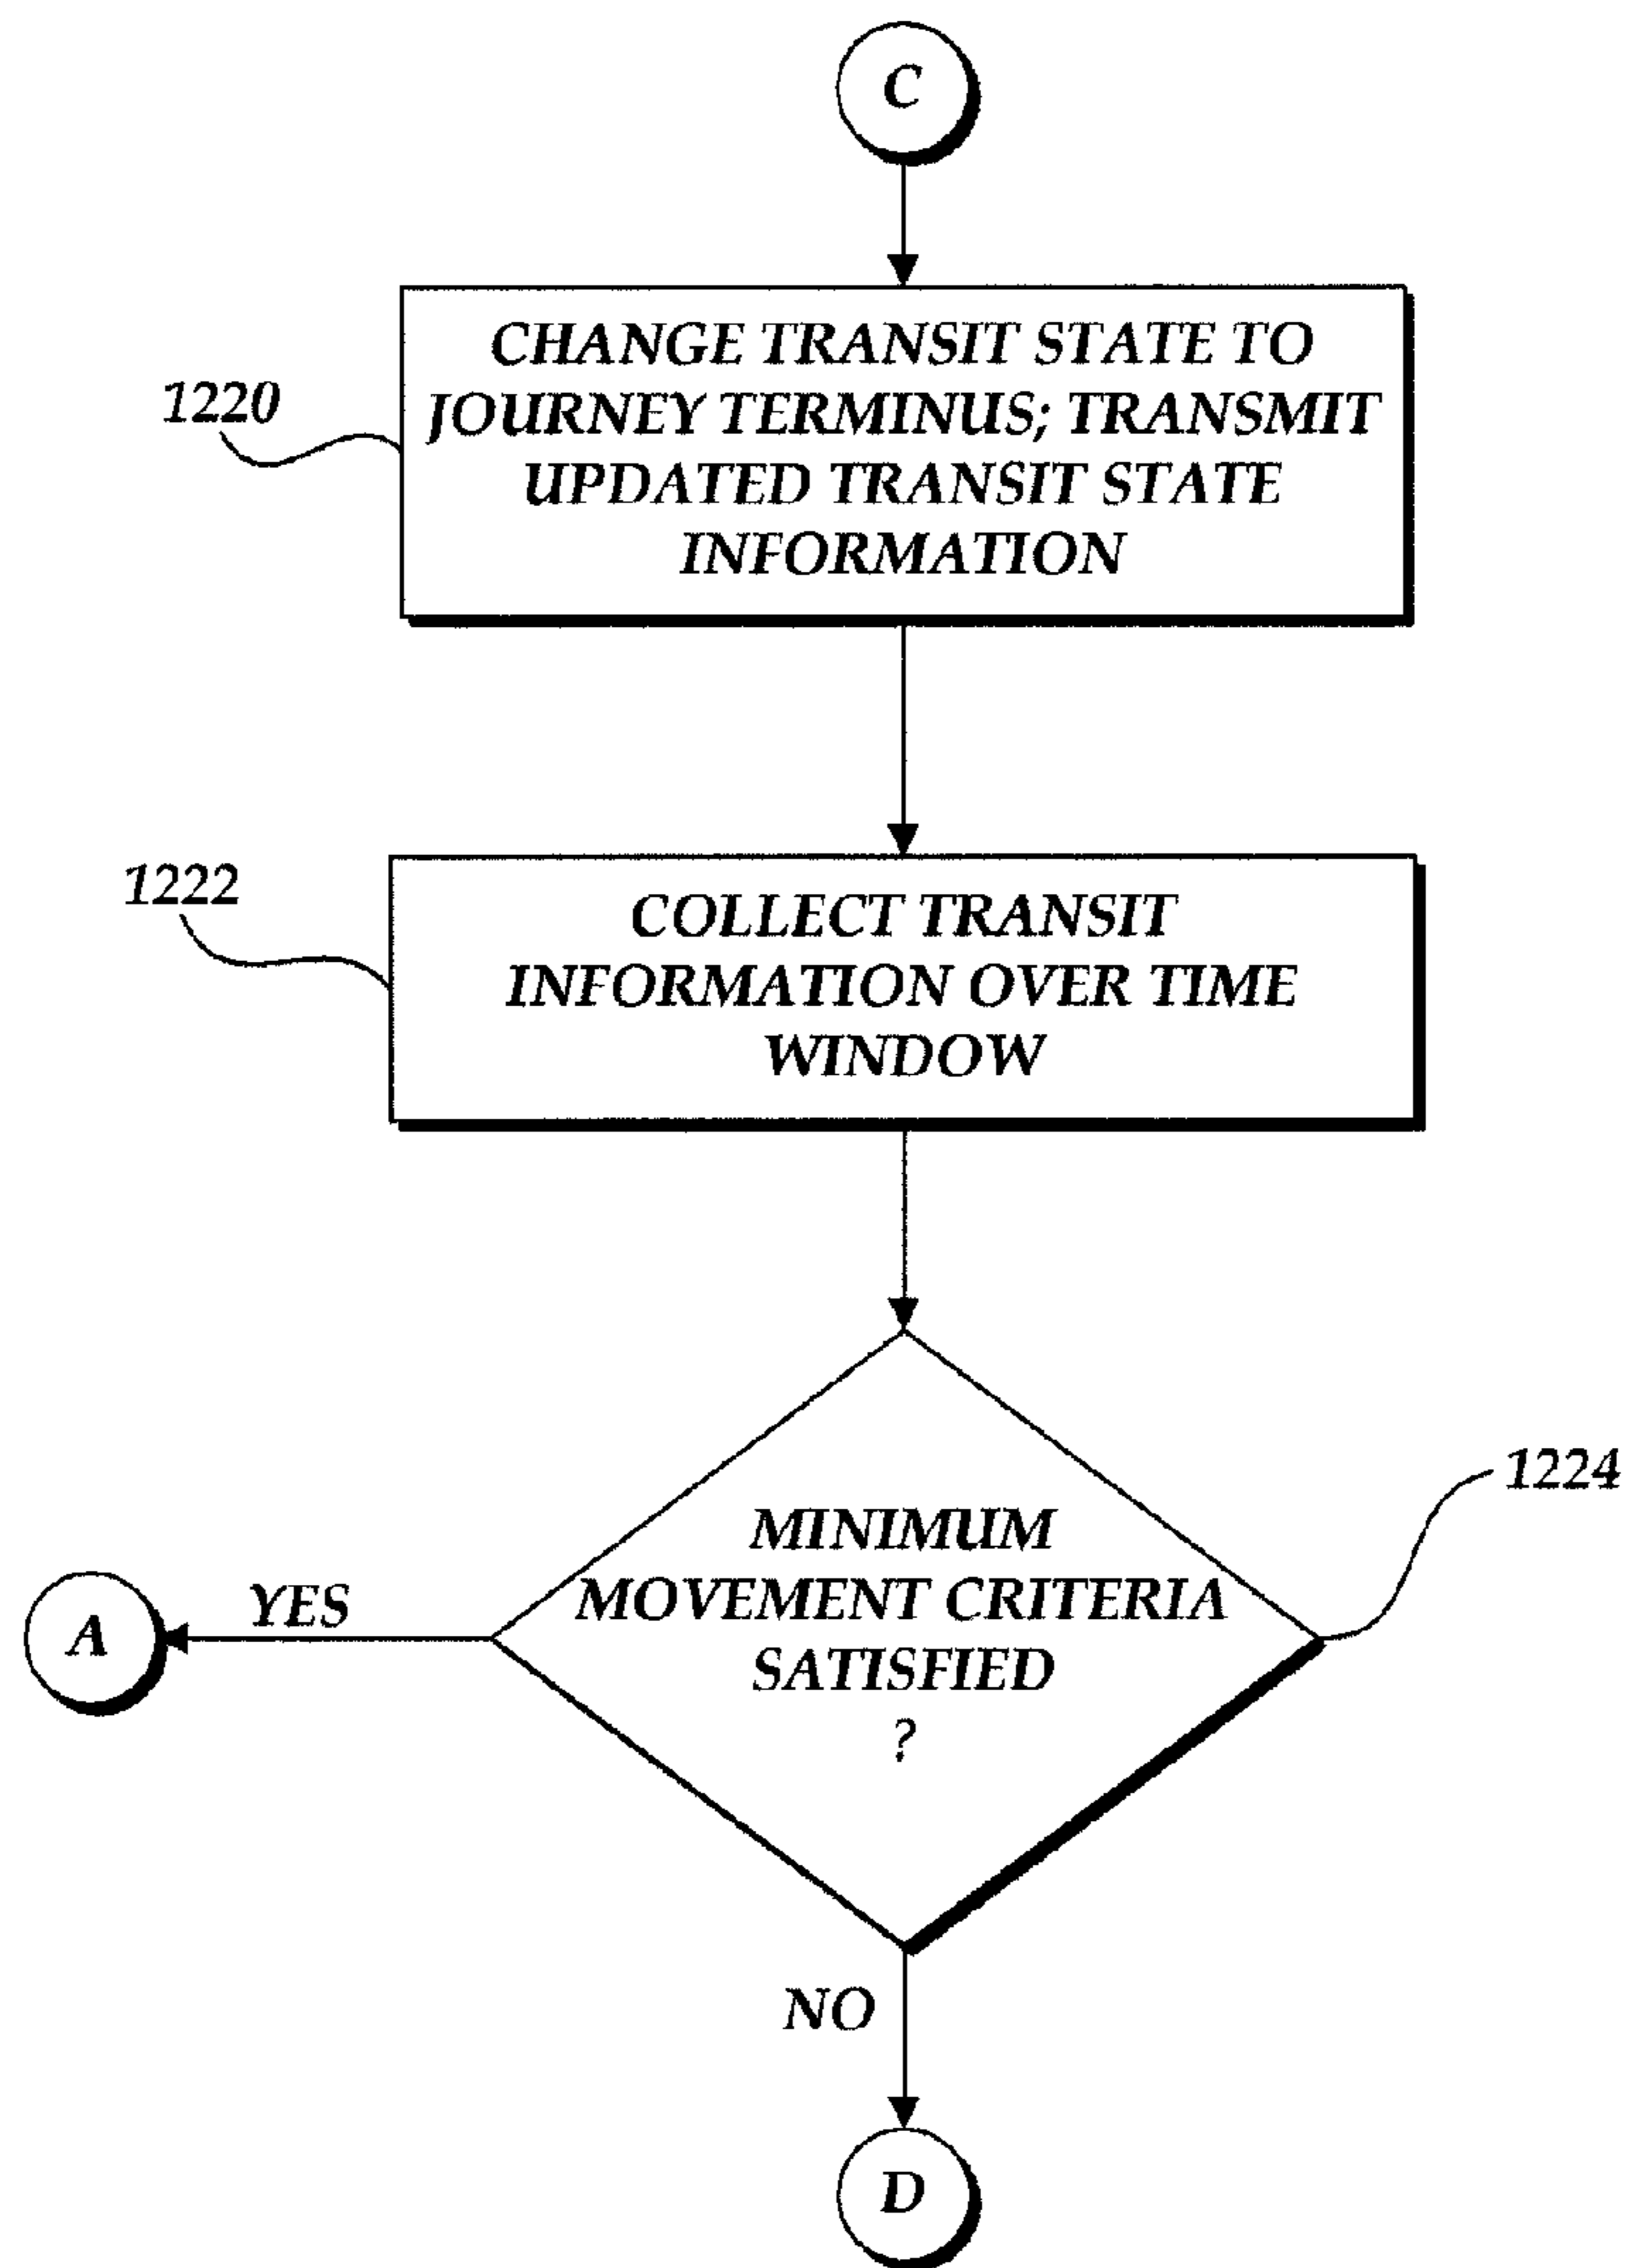 C
CHANGE TRANSIT STATE TO
JOURNEY TERMINUS; TRANSMIT
UPDATED TRANSIT STATE
INFORMATION
1220
COLLECT TRANSIT
INFORMATION OVER TIME
WINDOW
1222
MINIMUM
MOVEMENT CRITERIA
SATISFIED
?
1224
YES
A
NO
D